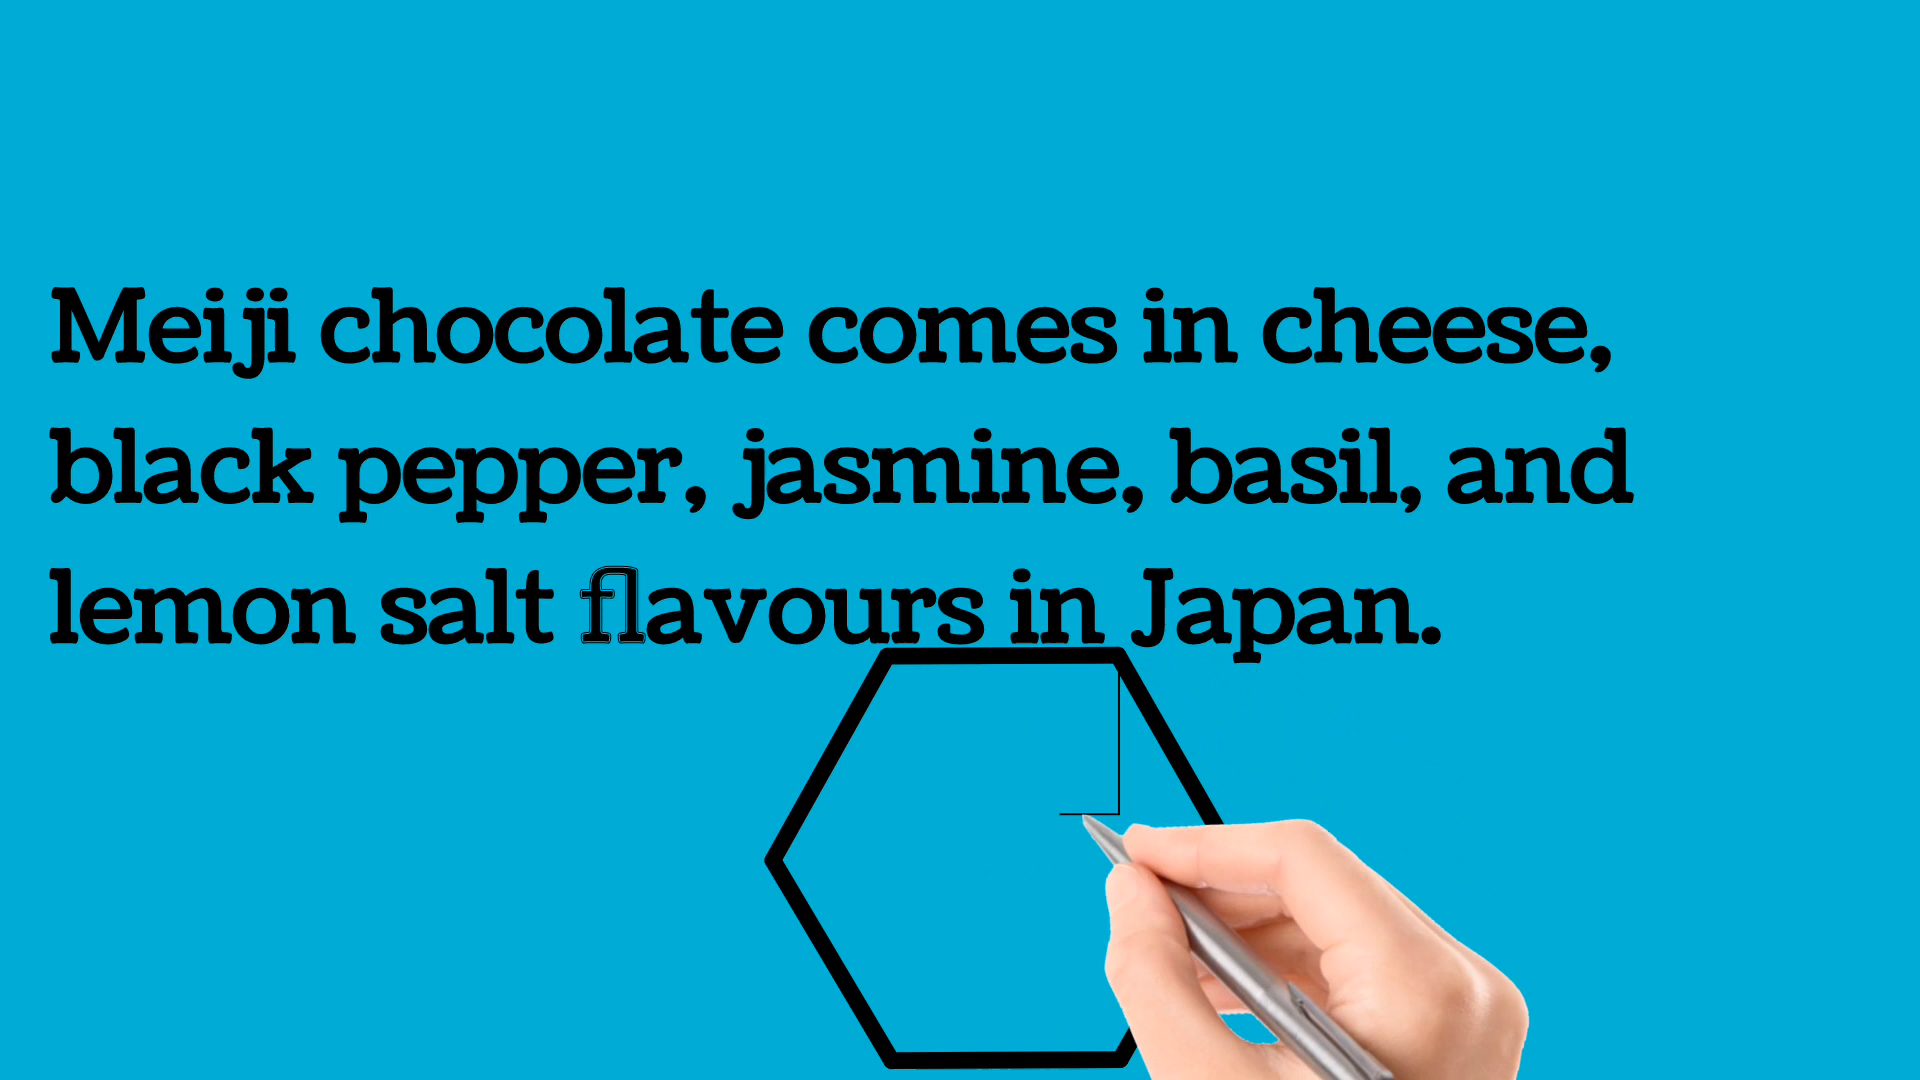 Meiji chocolate comes in cheese,
black pepper, jasmine, basil, and
lemon salt flavours in Japan.